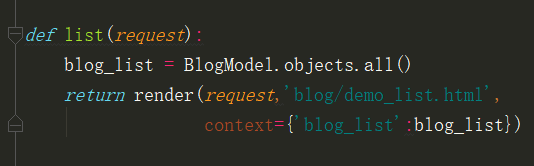 def list(request):
    blog_list = BlogModel.objects.all()
    return render(request,'blog/demo_list.html',
                  context={'blog_list':blog_list})